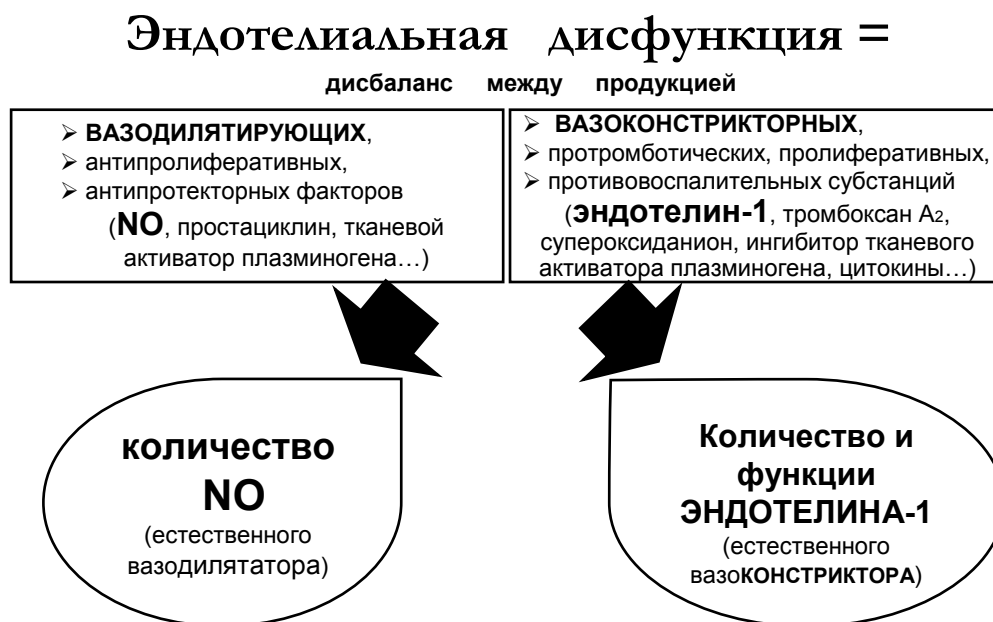 Эндотелиальная дисфункция =
дисбаланс между продукцией
➢ ВАЗОДИЛЯТИРУЮЩИХ,
➢ антипролиферативных,
➢ антипротекторных факторов
(NO, простациклин, тканевой
активатор плазминогена…)
➢ ВАЗОКОНСТРИКТОРНЫХ,
➢ протромботических, пролиферативных,
➢ противовоспалительных субстанций
(эндотелин-1, тромбоксан А2,
супероксиданион, ингибитор тканевого
активатора плазминогена, цитокины…)
количество
NO
(естественного
вазодилятатора)
Количество и
функции
ЭНДОТЕЛИНА-1
(естественного
вазоКОНСТРИКТОРА)